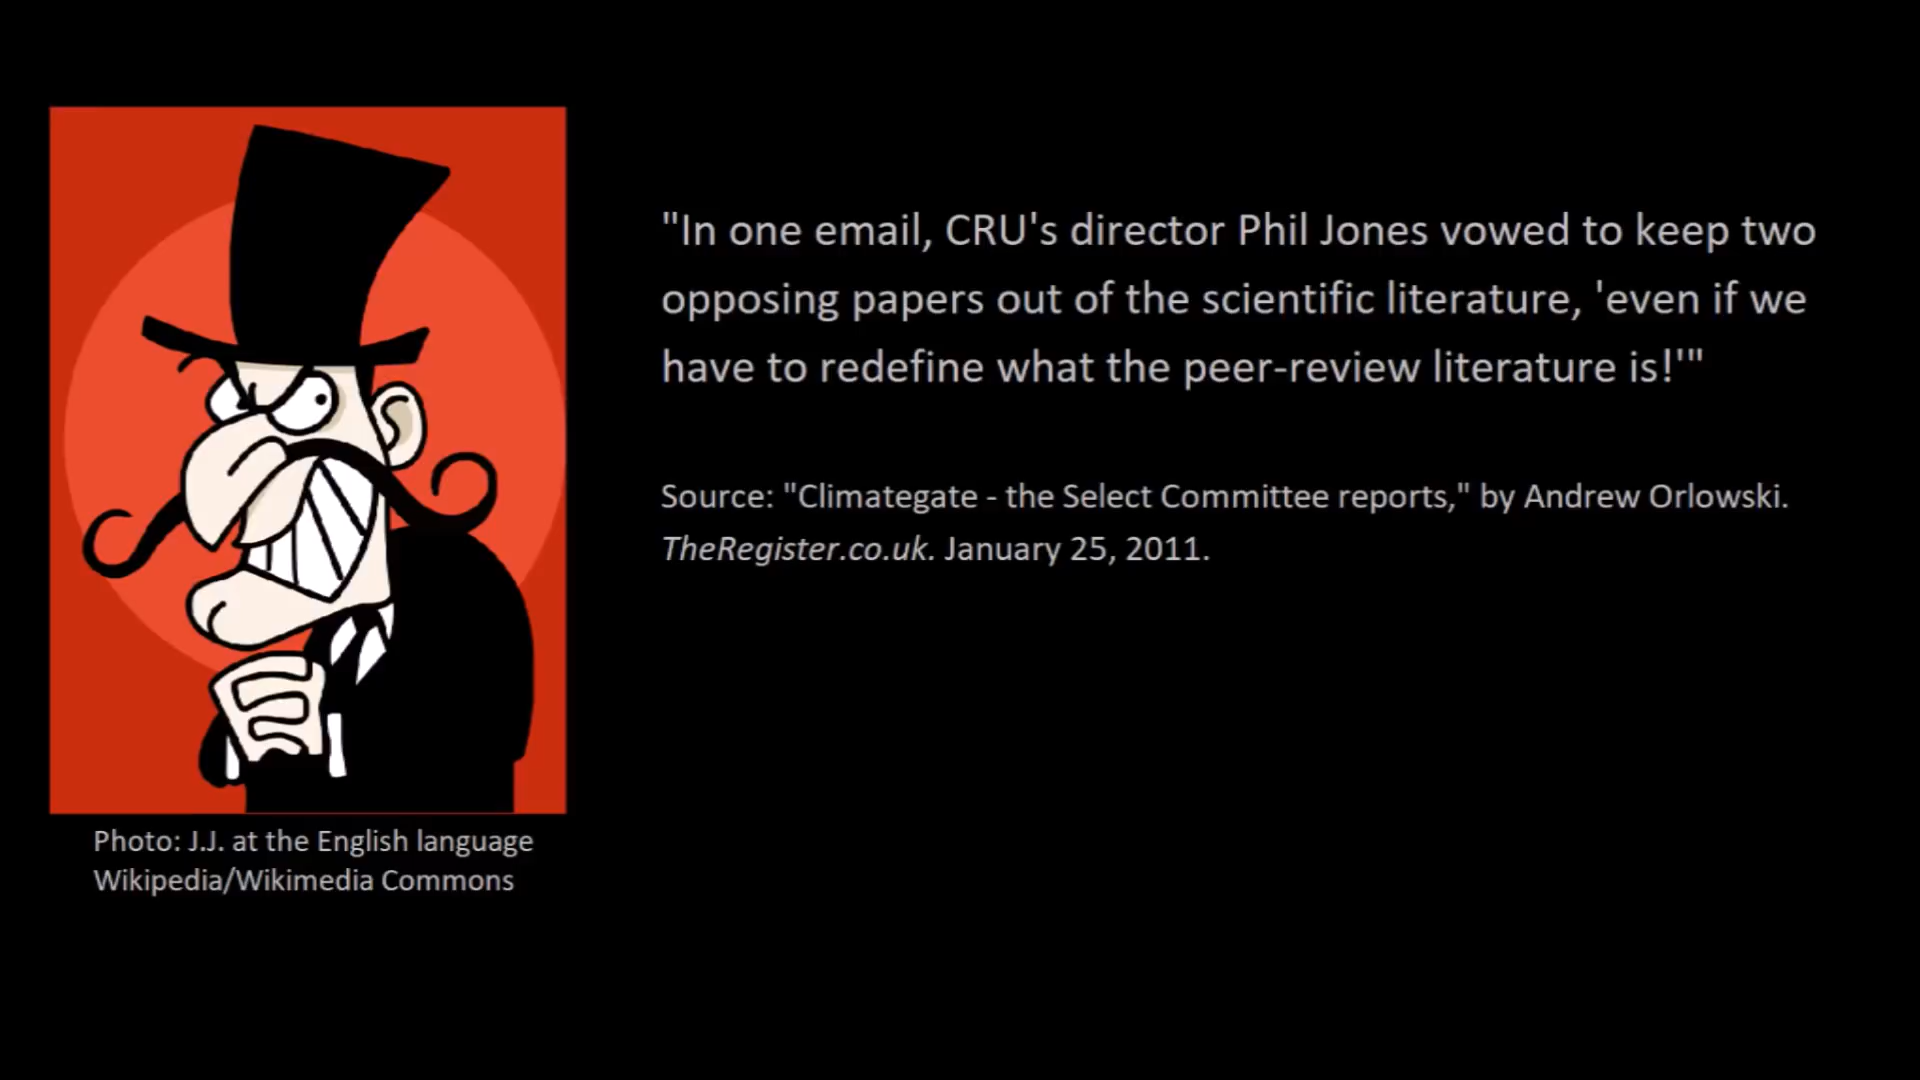 "In one email, CRU's director Phil Jones vowed to keep two
opposing papers out of the scientific literature, 'even if we
have to redefine what the peer-review literature is!'"
Source: "Climategate - the Select Committee reports," by Andrew Orlowski.
TheRegister.co.uk. January 25, 2011.
Photo: J.J. at the English language
Wikipedia/Wikimedia Commons